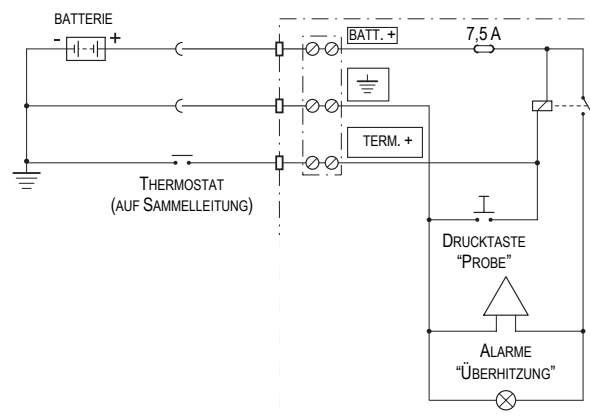 BATTERIE
- +
BATT. +
7,5 A
TERM. +
THERMOSTAT
(AUF SAMMELLEITUNG)
DRUCKTASTE
“PROBE”
ALARME
“ÜBERHITZUNG”